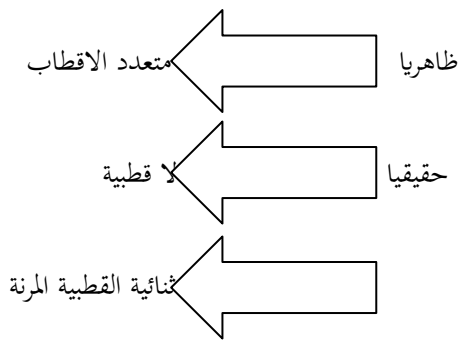 ظاهريا متعدد الاقطاب
حقيقيا لا قطبية
ثنائية القطبية المرنة